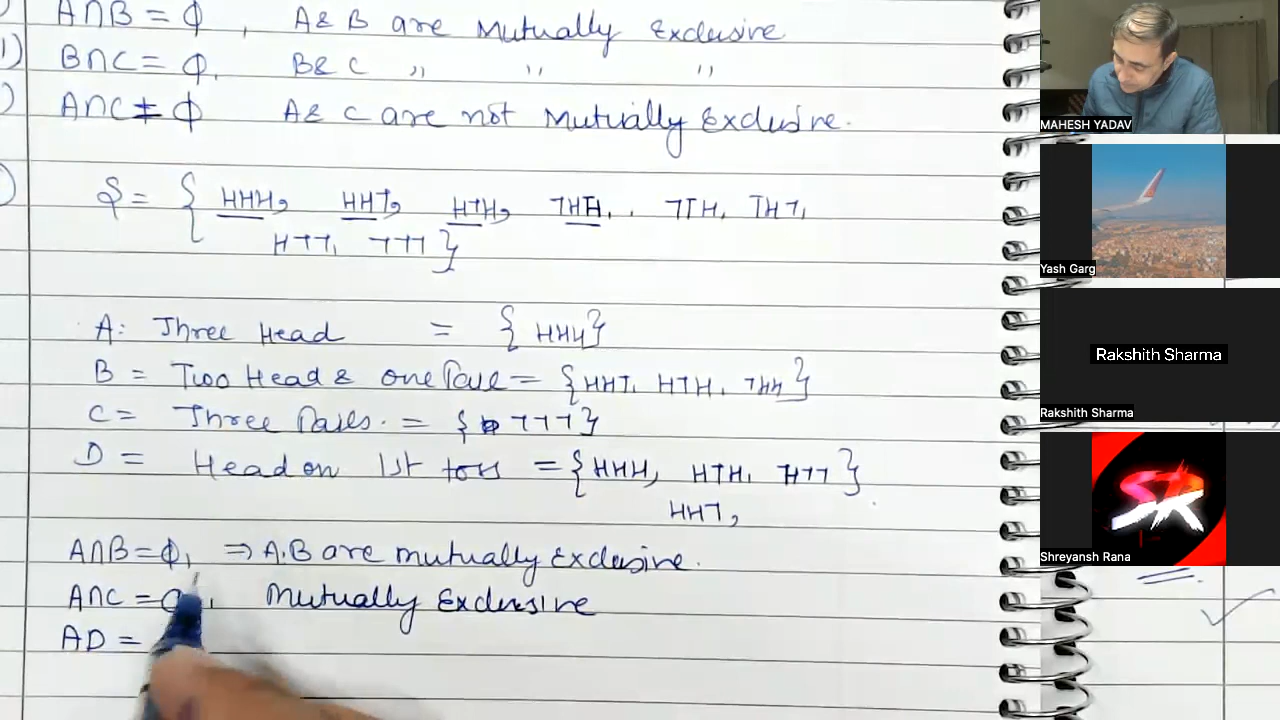 A∩B = ϕ, A & B are Mutually Exclusive
1) B∩C = ϕ, B & C ,, ,, ,,
) A∩C ≠ ϕ A & C are not Mutually Exclusive.
) S = { HHH, HHT, HTH, THH, TTH, THT,
HTT, TTT }
A: Three Head = { HHH }
B = Two Head & one Tail = { HHT, HTH, THH }
C = Three Tails. = { TTT }
D = Head on 1st toss = { HHH, HTH, HTT }
HHT,
A∩B = ϕ, ⇒ A.B are mutually Exclusive.
A∩C = ϕ, Mutually Exclusive
AD =
MAHESH YADAV
Yash Garg
Rakshith Sharma
Rakshith Sharma
SR
Shreyansh Rana